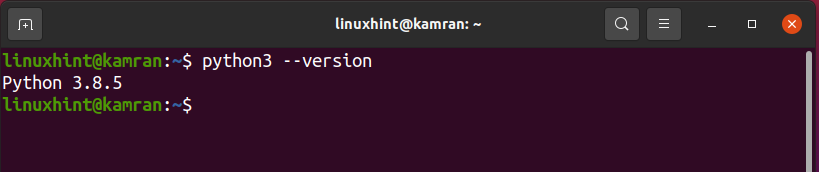 linuxhint@kamran: ~
linuxhint@kamran:~$ python3 --version
Python 3.8.5
linuxhint@kamran:~$